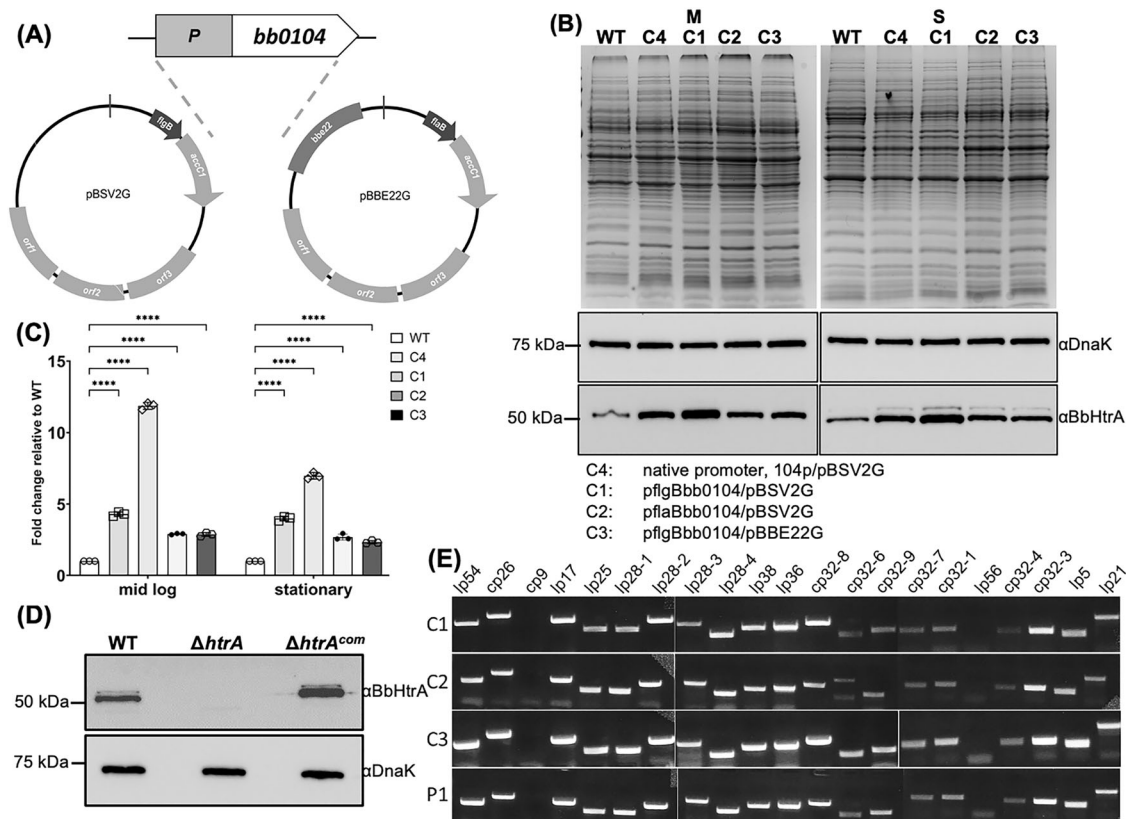 (A)
P
bb0104
flgB
accC1
pBSV2G
orf1
orf2
orf3
bbe22
flaB
accC1
pBBE22G
orf1
orf2
orf3
(B)
M
S
WT C4 C1 C2 C3
WT C4 C1 C2 C3
75 kDa
αDnaK
50 kDa
αBbHtrA
C4: native promoter, 104p/pBSV2G
C1: pflgBbb0104/pBSV2G
C2: pflaBbb0104/pBSV2G
C3: pflgBbb0104/pBBE22G
(C)
Fold change relative to WT
15
10
5
0
**** ****
**** ****
**** ****
**** ****
mid log
stationary
WT
C4
C1
C2
C3
(D)
WT ΔhtrA ΔhtrAcom
50 kDa
αBbHtrA
75 kDa
αDnaK
(E)
lp54 cp26 cp9 lp17 lp25 lp28-1 lp28-2 lp28-3 lp28-4 lp38 lp36 cp32-8 cp32-6 cp32-9 cp32-7 cp32-1 lp56 cp32-4 cp32-3 lp5 lp21
C1
C2
C3
P1